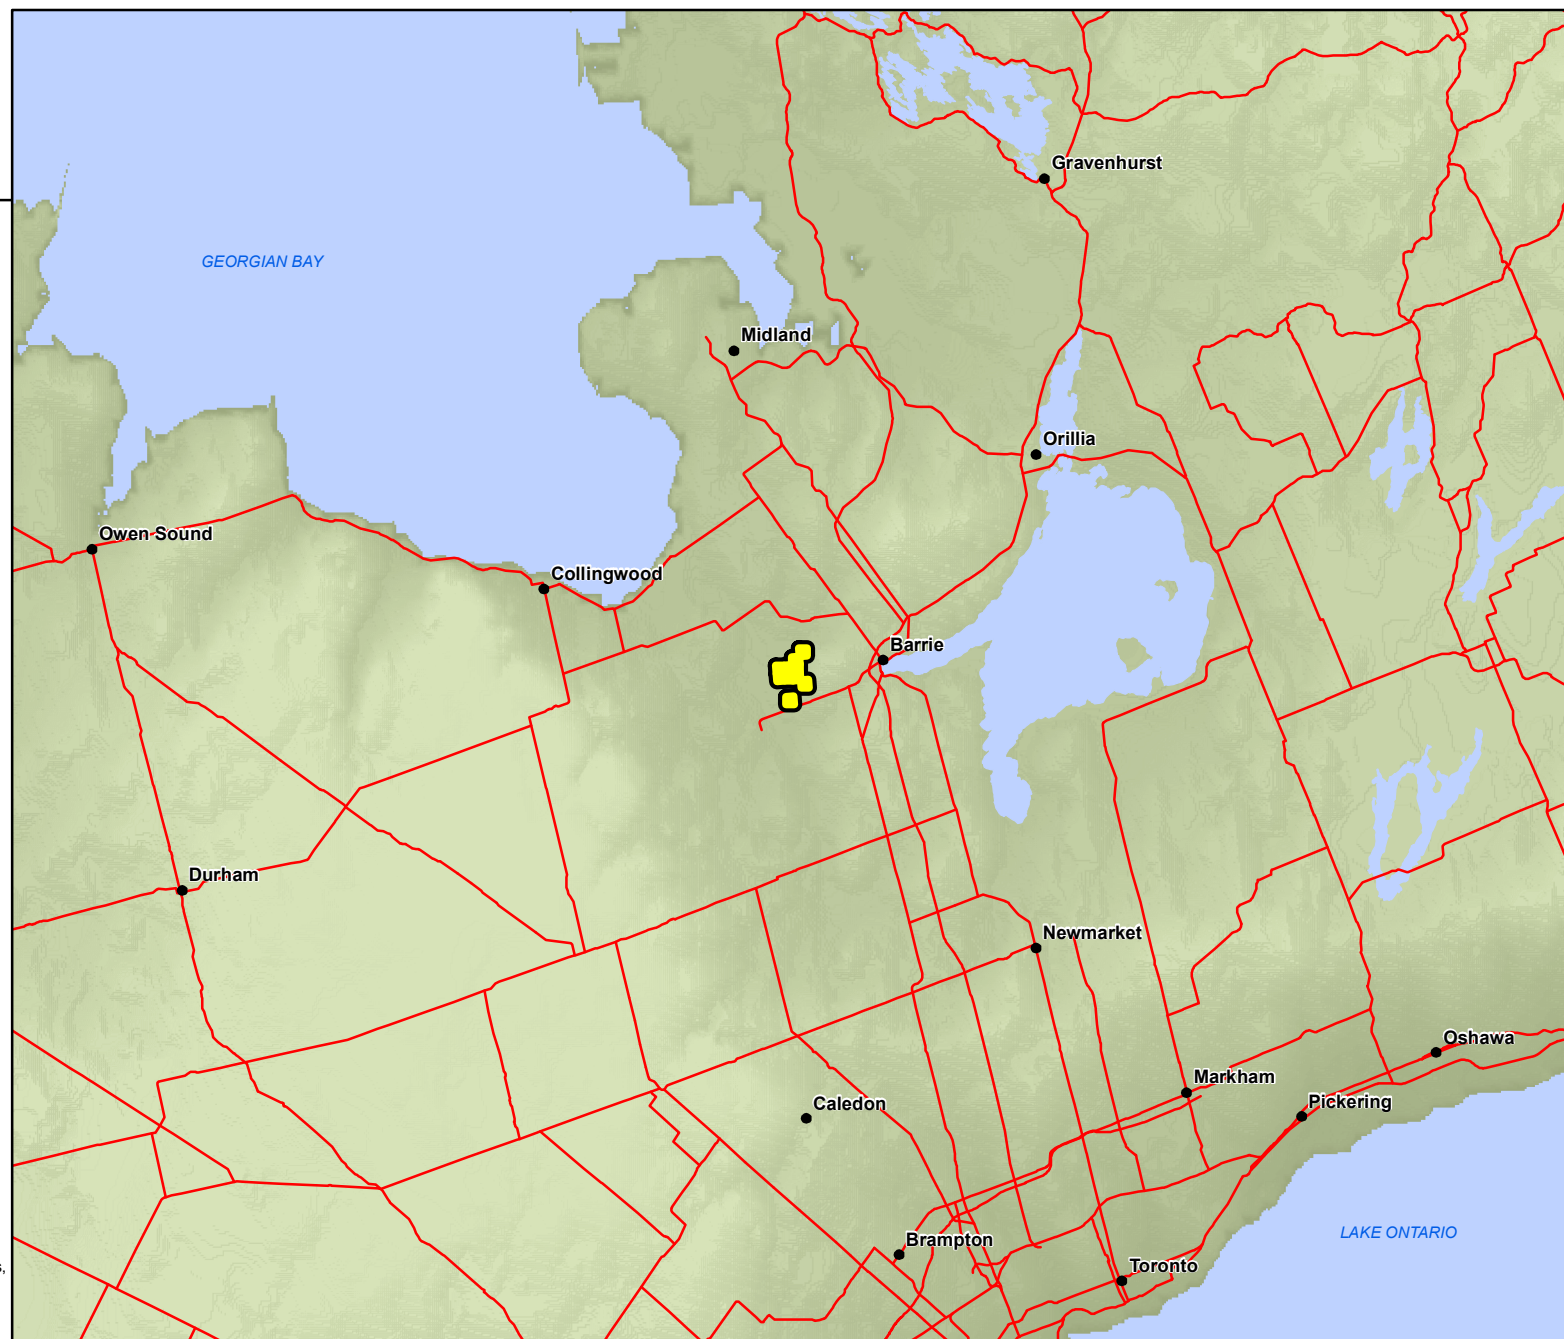 Gravenhurst
GEORGIAN BAY
Midland
Orillia
Owen Sound
Collingwood
Barrie
Durham
Newmarket
Oshawa
Markham
Pickering
Caledon
LAKE ONTARIO
Brampton
Toronto